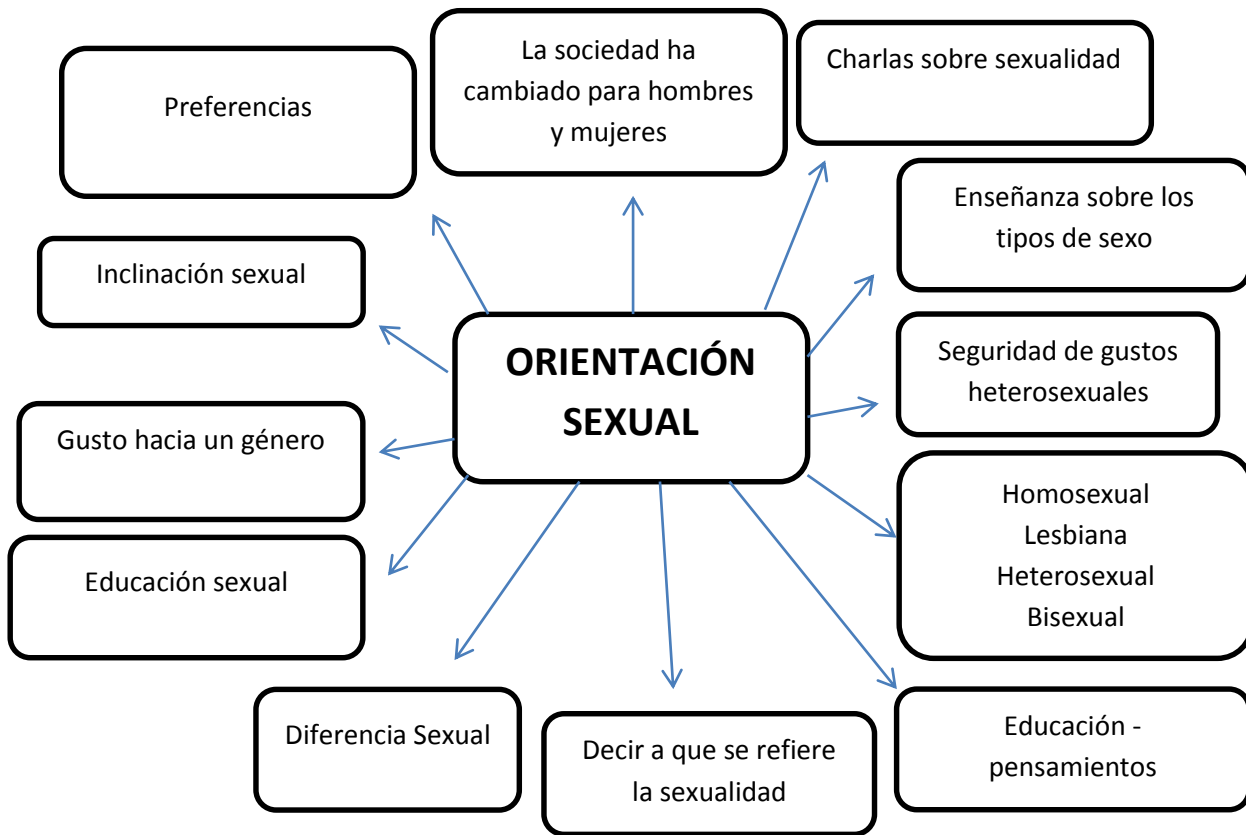 La sociedad ha
cambiado para hombres
y mujeres
Charlas sobre sexualidad
Preferencias
Enseñanza sobre los
tipos de sexo
Inclinación sexual
ORIENTACIÓN
SEXUAL
Seguridad de gustos
heterosexuales
Gusto hacia un género
Homosexual
Lesbiana
Heterosexual
Bisexual
Educación sexual
Diferencia Sexual
Decir a que se refiere
la sexualidad
Educación -
pensamientos